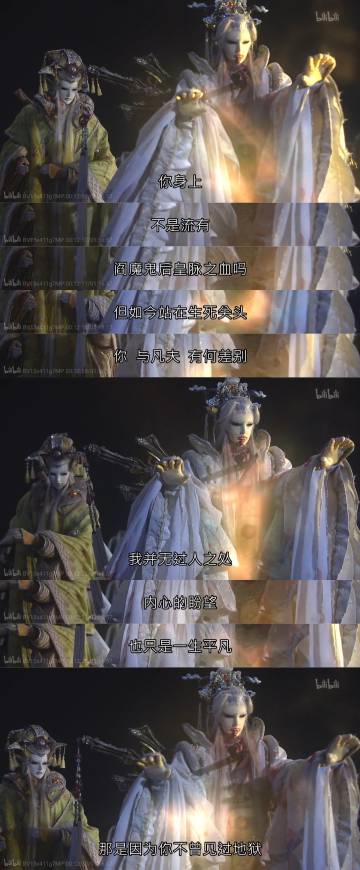 bilibili
你身上
不是流有
阎魔鬼后皇脉之血吗
但如今站在生死关头
你 与凡夫 有何差别
bilibili
我并无过人之处
内心的盼望
也只是一生平凡
bilibili
那是因为你不曾见过地狱